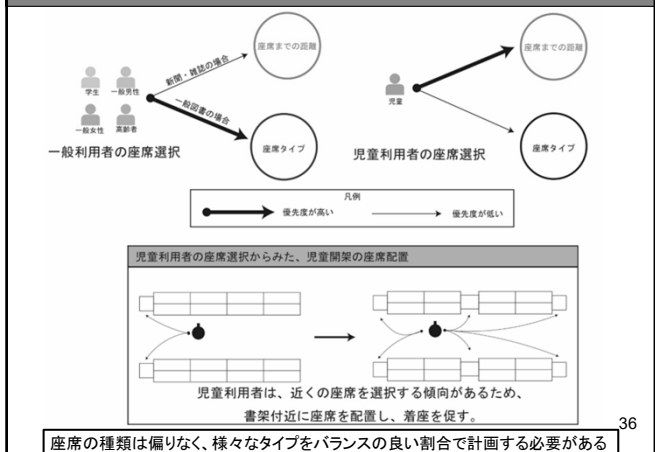 座席までの距離
新聞・雑誌の場合
学生
一般男性
一般図書の場合
一般女性
高齢者
座席タイプ
一般利用者の座席選択
座席までの距離
児童
座席タイプ
児童利用者の座席選択
凡例
優先度が高い
優先度が低い
児童利用者の座席選択からみた、児童開架の座席配置
児童利用者は、近くの座席を選択する傾向があるため、
書架付近に座席を配置し、着座を促す。
36
座席の種類は偏りなく、様々なタイプをバランスの良い割合で計画する必要がある